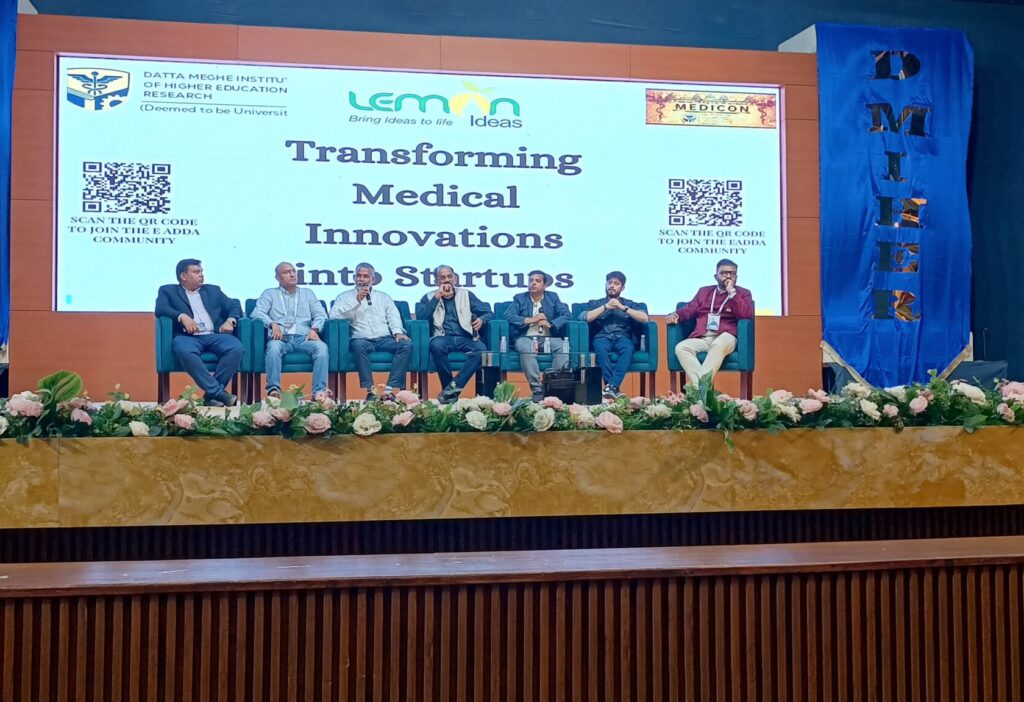 DATTA MEGHE INSTIT
OF HIGHER EDUCATION
RESEARCH
(Deemed to be Universit
LEMON
Ideas
Bring ideas to life
MEDICON
Transforming
Medical
Innovations
into Startups
SCAN THE QR CODE
TO JOIN THE E ADDA
COMMUNITY
SCAN THE QR CODE
TO JOIN THE EADDA
COMMUNITY
DMIHER